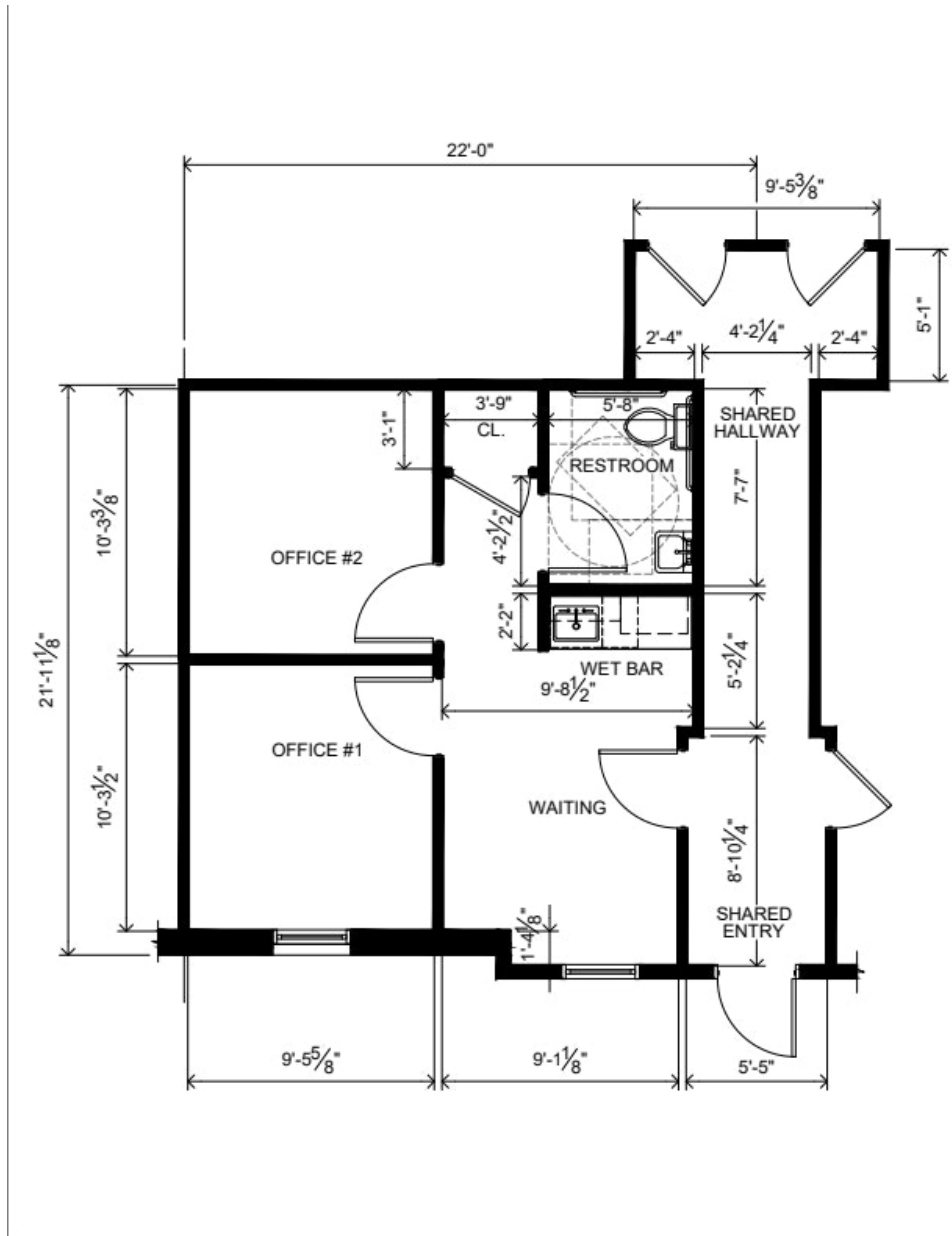 22'-0"
9'-5 3/8"
5'-1"
2'-4"
4'-2 1/4"
2'-4"
3'-9"
CL.
5'-8"
3'-1"
SHARED
HALLWAY
RESTROOM
7'-7"
10'-3 3/8"
4'-2 1/2"
OFFICE #2
2'-2"
WET BAR
5'-2 1/4"
21'-11 1/8"
9'-8 1/2"
OFFICE #1
10'-3 1/2"
WAITING
8'-10 1/4"
SHARED
ENTRY
1'-4 1/8"
9'-5 5/8"
9'-1 1/8"
5'-5"